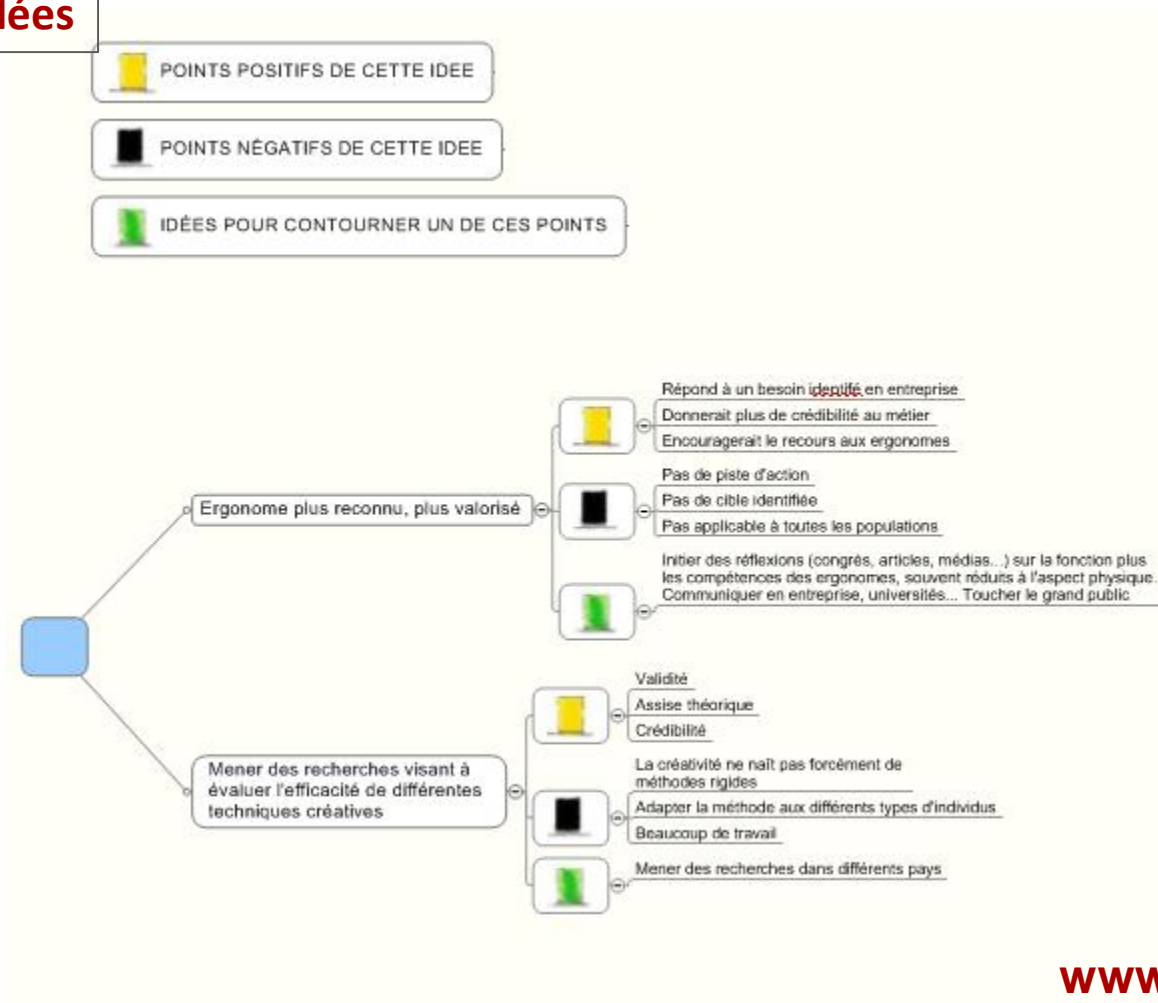 lées
POINTS POSITIFS DE CETTE IDEE
POINTS NÉGATIFS DE CETTE IDEE
IDÉES POUR CONTOURNER UN DE CES POINTS
Ergonome plus reconnu, plus valorisé
Répond à un besoin identifé en entreprise
Donnerait plus de crédibilité au métier
Encouragerait le recours aux ergonomes
Pas de piste d'action
Pas de cible identifiée
Pas applicable à toutes les populations
Initier des réflexions (congrès, articles, médias...) sur la fonction plus
les compétences des ergonomes, souvent réduits à l'aspect physique.
Communiquer en entreprise, universités... Toucher le grand public
Mener des recherches visant à
évaluer l'efficacité de différentes
techniques créatives
Validité
Assise théorique
Crédibilité
La créativité ne naît pas forcément de
méthodes rigides
Adapter la méthode aux différents types d'individus
Beaucoup de travail
Mener des recherches dans différents pays
www